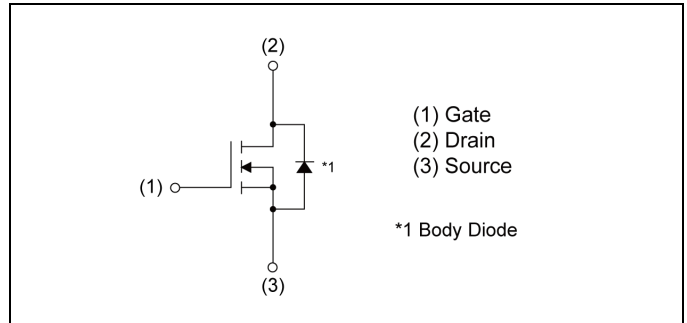 (2)
(1) Gate
(2) Drain
(3) Source
*1
(1)
*1 Body Diode
(3)